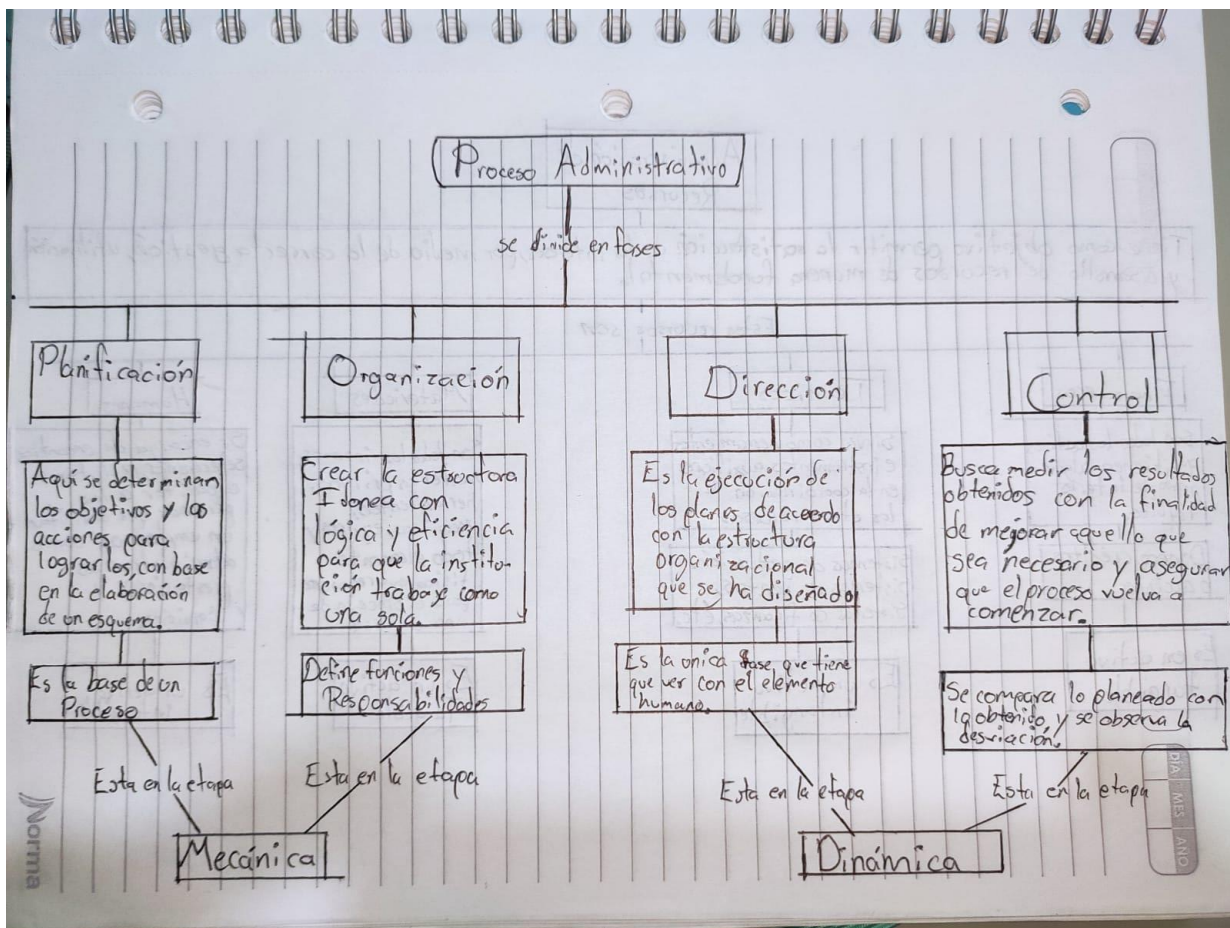 Proceso Administrativo
se divide en fases
Planificación
Organización
Dirección
Control
Aquí se determinan
los objetivos y las
acciones para
lograrlos, con base
en la elaboración
de un esquema.
Crear la estructura
Idonea con
lógica y eficiencia
para que la institu-
ción trabaje como
una sola.
Es la ejecución de
los planes de acuerdo
con la estructura
organizacional
que se ha diseñado
Busca medir los resultados
obtenidos con la finalidad
de mejorar aquello que
sea necesario y asegurar
que el proceso vuelva a
comenzar.
Es la base de un
Proceso
Define funciones y
Responsabilidades
Es la unica fase, que tiene
que ver con el elemento
humano.
Se compara lo planeado con
lo obtenido, y se observa la
desviación.
Esta en la etapa
Esta en la etapa
Esta en la etapa
Esta en la etapa
Mecánica
Dinámica
Norma
DÍA MES AÑO